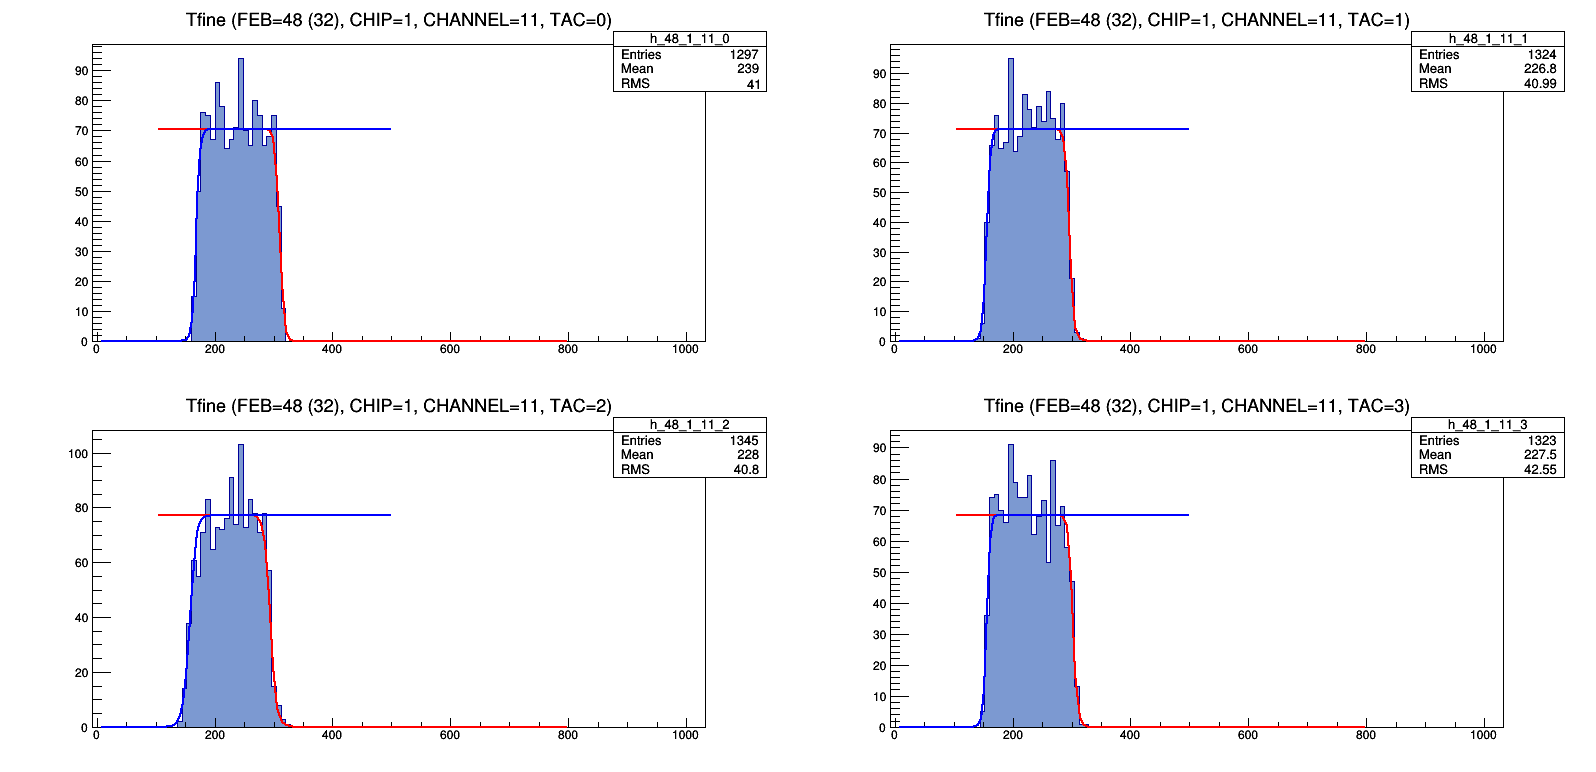 Tfine (FEB=48 (32), CHIP=1, CHANNEL=11, TAC=0)
h_48_1_11_0
Entries 1297
Mean 239
RMS 41
90
80
70
60
50
40
30
20
10
0
0 200 400 600 800 1000
Tfine (FEB=48 (32), CHIP=1, CHANNEL=11, TAC=1)
h_48_1_11_1
Entries 1324
Mean 226.8
RMS 40.99
90
80
70
60
50
40
30
20
10
0
0 200 400 600 800 1000
Tfine (FEB=48 (32), CHIP=1, CHANNEL=11, TAC=2)
h_48_1_11_2
Entries 1345
Mean 228
RMS 40.8
100
80
60
40
20
0
0 200 400 600 800 1000
Tfine (FEB=48 (32), CHIP=1, CHANNEL=11, TAC=3)
h_48_1_11_3
Entries 1323
Mean 227.5
RMS 42.55
90
80
70
60
50
40
30
20
10
0
0 200 400 600 800 1000